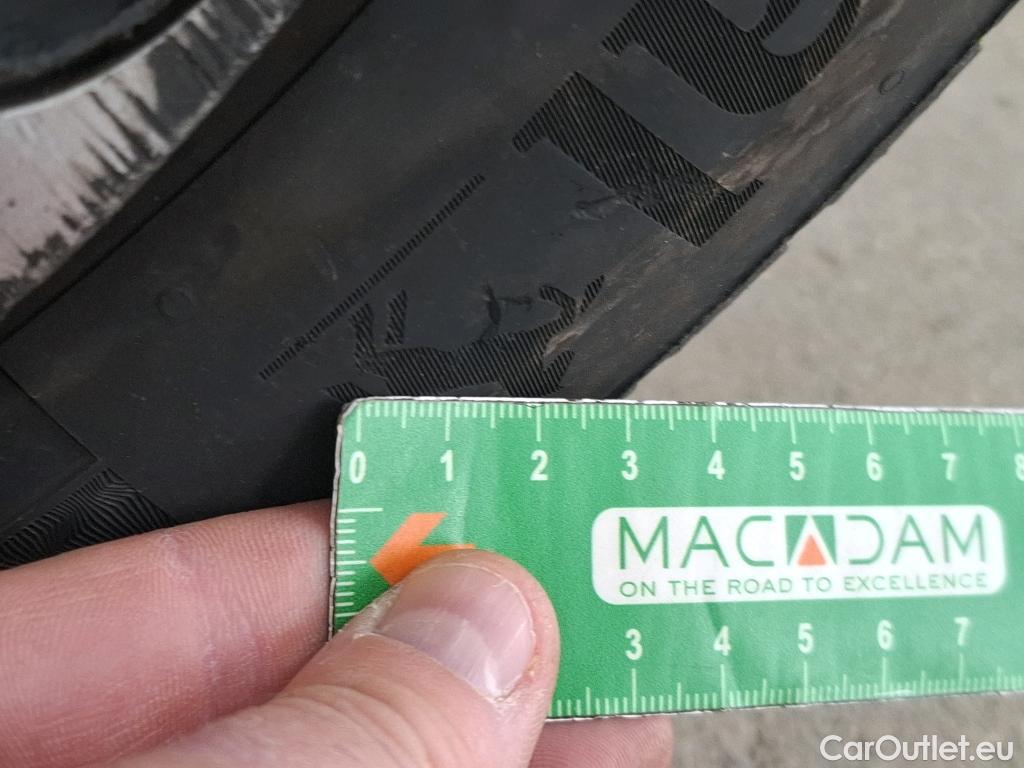 0 1 2 3 4 5 6 7 8
MACADAM
ON THE ROAD TO EXCELLENCE
3 4 5 6 7
CarOutlet.eu